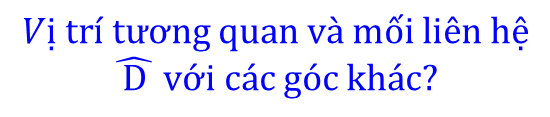 Vị trí tương quan và mối liên hệ
D̂ với các góc khác?